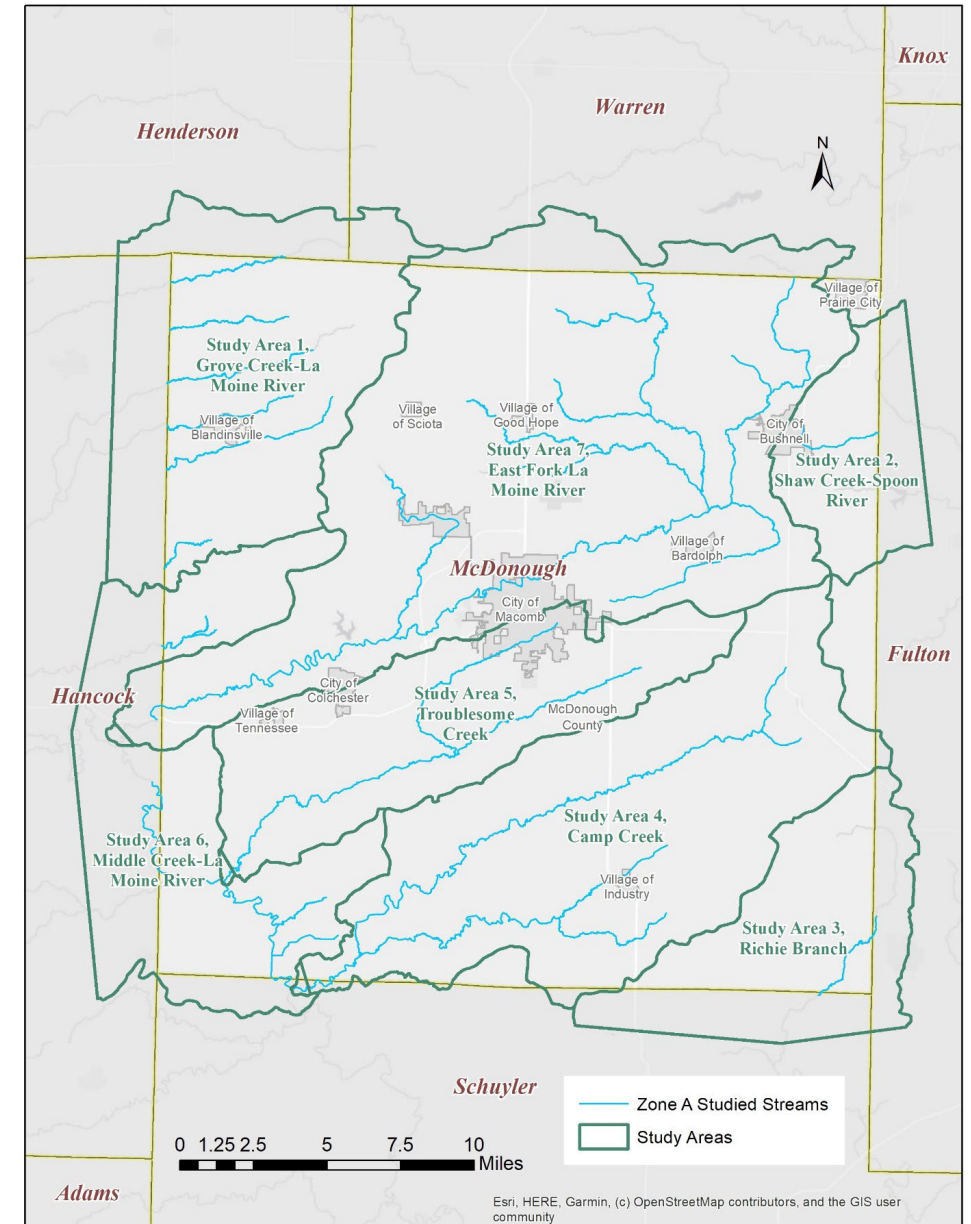 Knox
Warren
Henderson
N
Village of
Prairie City
Study Area 1,
Grove Creek-La
Moine River
Village of
Blandinsville
Village
of Sciota
Village of
Good Hope
City of
Bushnell
Study Area 7,
East Fork La
Moine River
Study Area 2,
Shaw Creek-Spoon
River
Village of
Bardolph
McDonough
City of
Macomb
Fulton
Hancock
City of
Colchester
Village of
Tennessee
Study Area 5,
Troublesome
Creek
McDonough
County
Study Area 4,
Camp Creek
Study Area 6,
Middle Creek-La
Moine River
Village of
Industry
Study Area 3,
Richie Branch
Schuyler
Zone A Studied Streams
Study Areas
0 1.25 2.5 5 7.5 10
Miles
Adams
Esri, HERE, Garmin, (c) OpenStreetMap contributors, and the GIS user
community